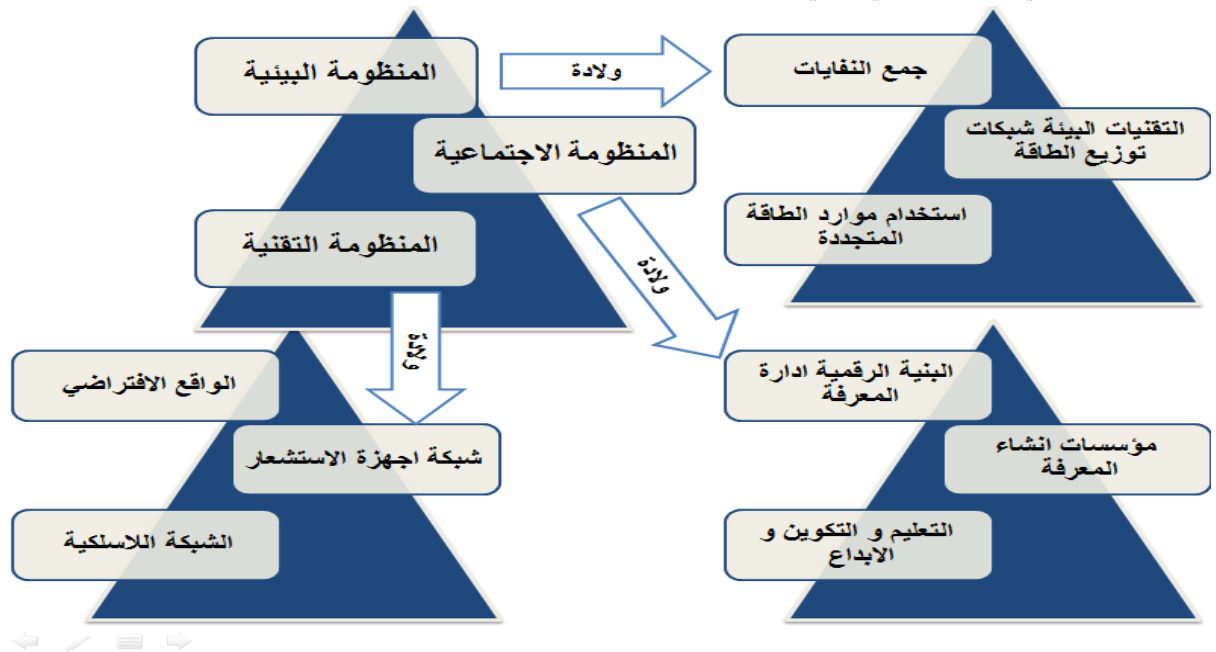 المنظومة البيئية
المنظومة الاجتماعية
المنظومة التقنية
ولادة
ولادة
ولادة
جمع النفايات
التقنيات البيئة شبكات
توزيع الطاقة
استخدام موارد الطاقة
المتجددة
البنية الرقمية ادارة
المعرفة
مؤسسات انشاء
المعرفة
التعليم و التكوين و
الابداع
الواقع الافتراضي
شبكة اجهزة الاستشعار
الشبكة اللاسلكية